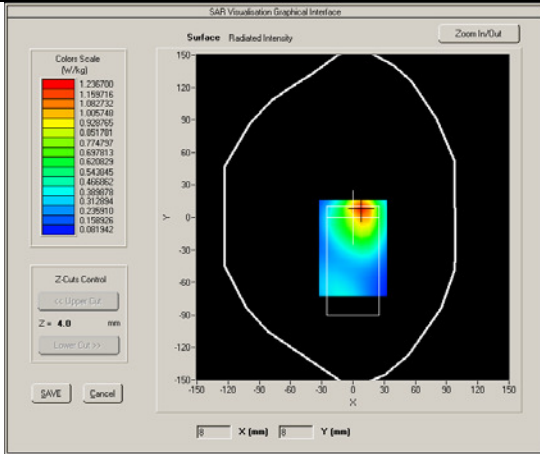 SAR Visualisation Graphical Interface
Surface Radiated Intensity
Zoom In/Out
Colors Scale
(W/kg)
1.236700
1.159716
1.082732
1.005748
0.928765
0.851781
0.774797
0.697813
0.620829
0.543845
0.466862
0.389878
0.312894
0.235910
0.158926
0.081942
Z-Cuts Control
<< Upper Cut
Z = 4.0 mm
Lower Cut >>
SAVE Cancel
150
120
90
60
30
0
-30
-60
-90
-120
-150
Y
-150 -120 -90 -60 -30 0 30 60 90 120 150
X
8 X (mm) 8 Y (mm)